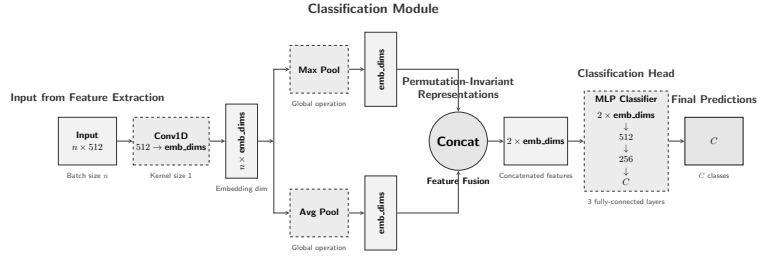 Classification Module
Input from Feature Extraction
Input
n × 512
Batch size n
Conv1D
512 → emb_dims
Kernel size 1
n × emb_dims
Embedding dim
Max Pool
Global operation
emb_dims
Avg Pool
Global operation
emb_dims
Permutation-Invariant
Representations
Concat
Feature Fusion
2 × emb_dims
Concatenated features
Classification Head
MLP Classifier
2 × emb_dims
↓
512
↓
256
↓
C
3 fully-connected layers
Final Predictions
C
C classes